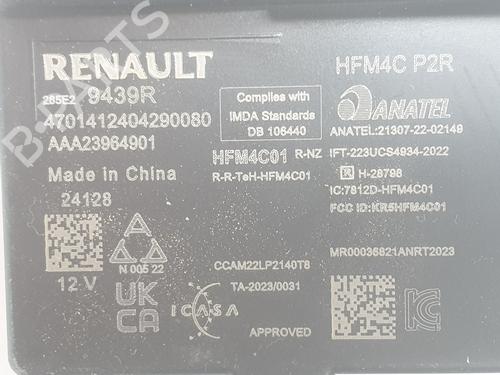 RENAULT
285E2 9439R
4701412404290080
AAA23964901
Made in China
24128
N 005 22
12 V
UK
CA
Complies with
IMDA Standards
DB 106440
HFM4C01 R-NZ
R-R-TeH-HFM4C01
CCAM22LP2140T8
TA-2023/0031
ICASA
APPROVED
HFM4C P2R
ANATEL
ANATEL:21307-22-02149
IFT-223UCS4934-2022
R H-28798
IC:7812D-HFM4C01
FCC ID:KR5HFM4C01
MR00036821ANRT2023
B-PARTS